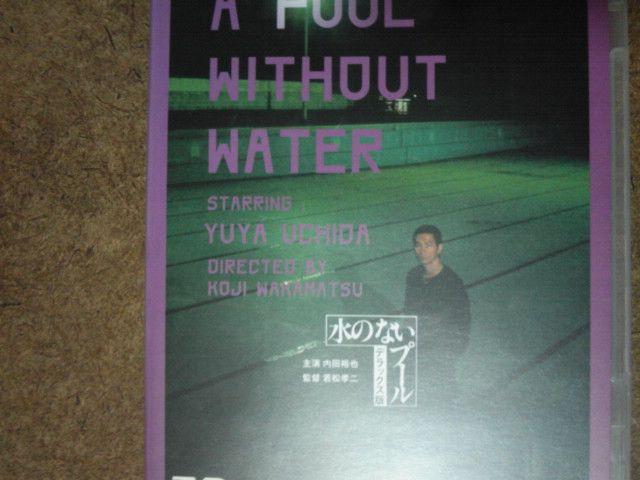 A POOL
WITHOUT
WATER
STARRING
YUYA UCHIDA
DIRECTED BY
KOJI WAKAMATSU
水のない
プール
デラックス版
主演 内田裕也
監督 若松孝二